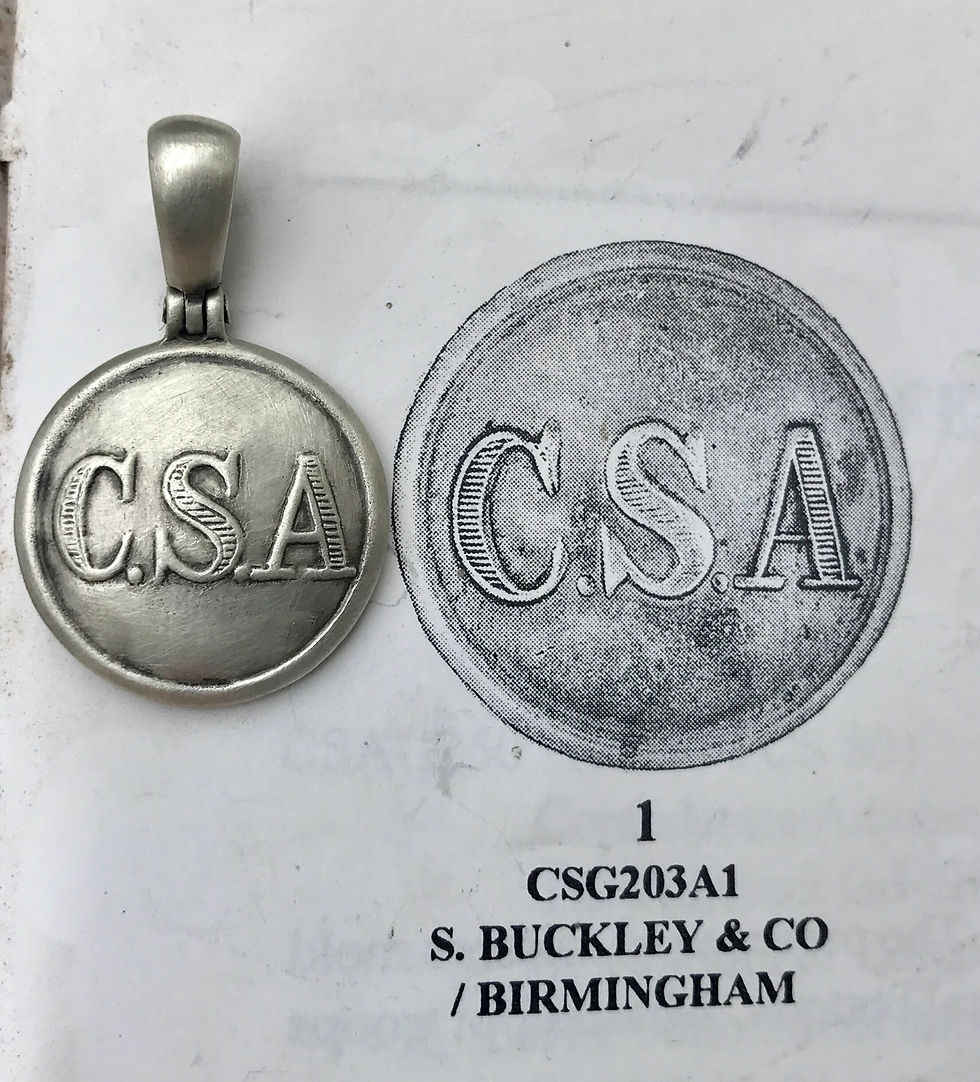 C.S.A
C.S.A
1
CSG203A1
S. BUCKLEY & CO
/ BIRMINGHAM